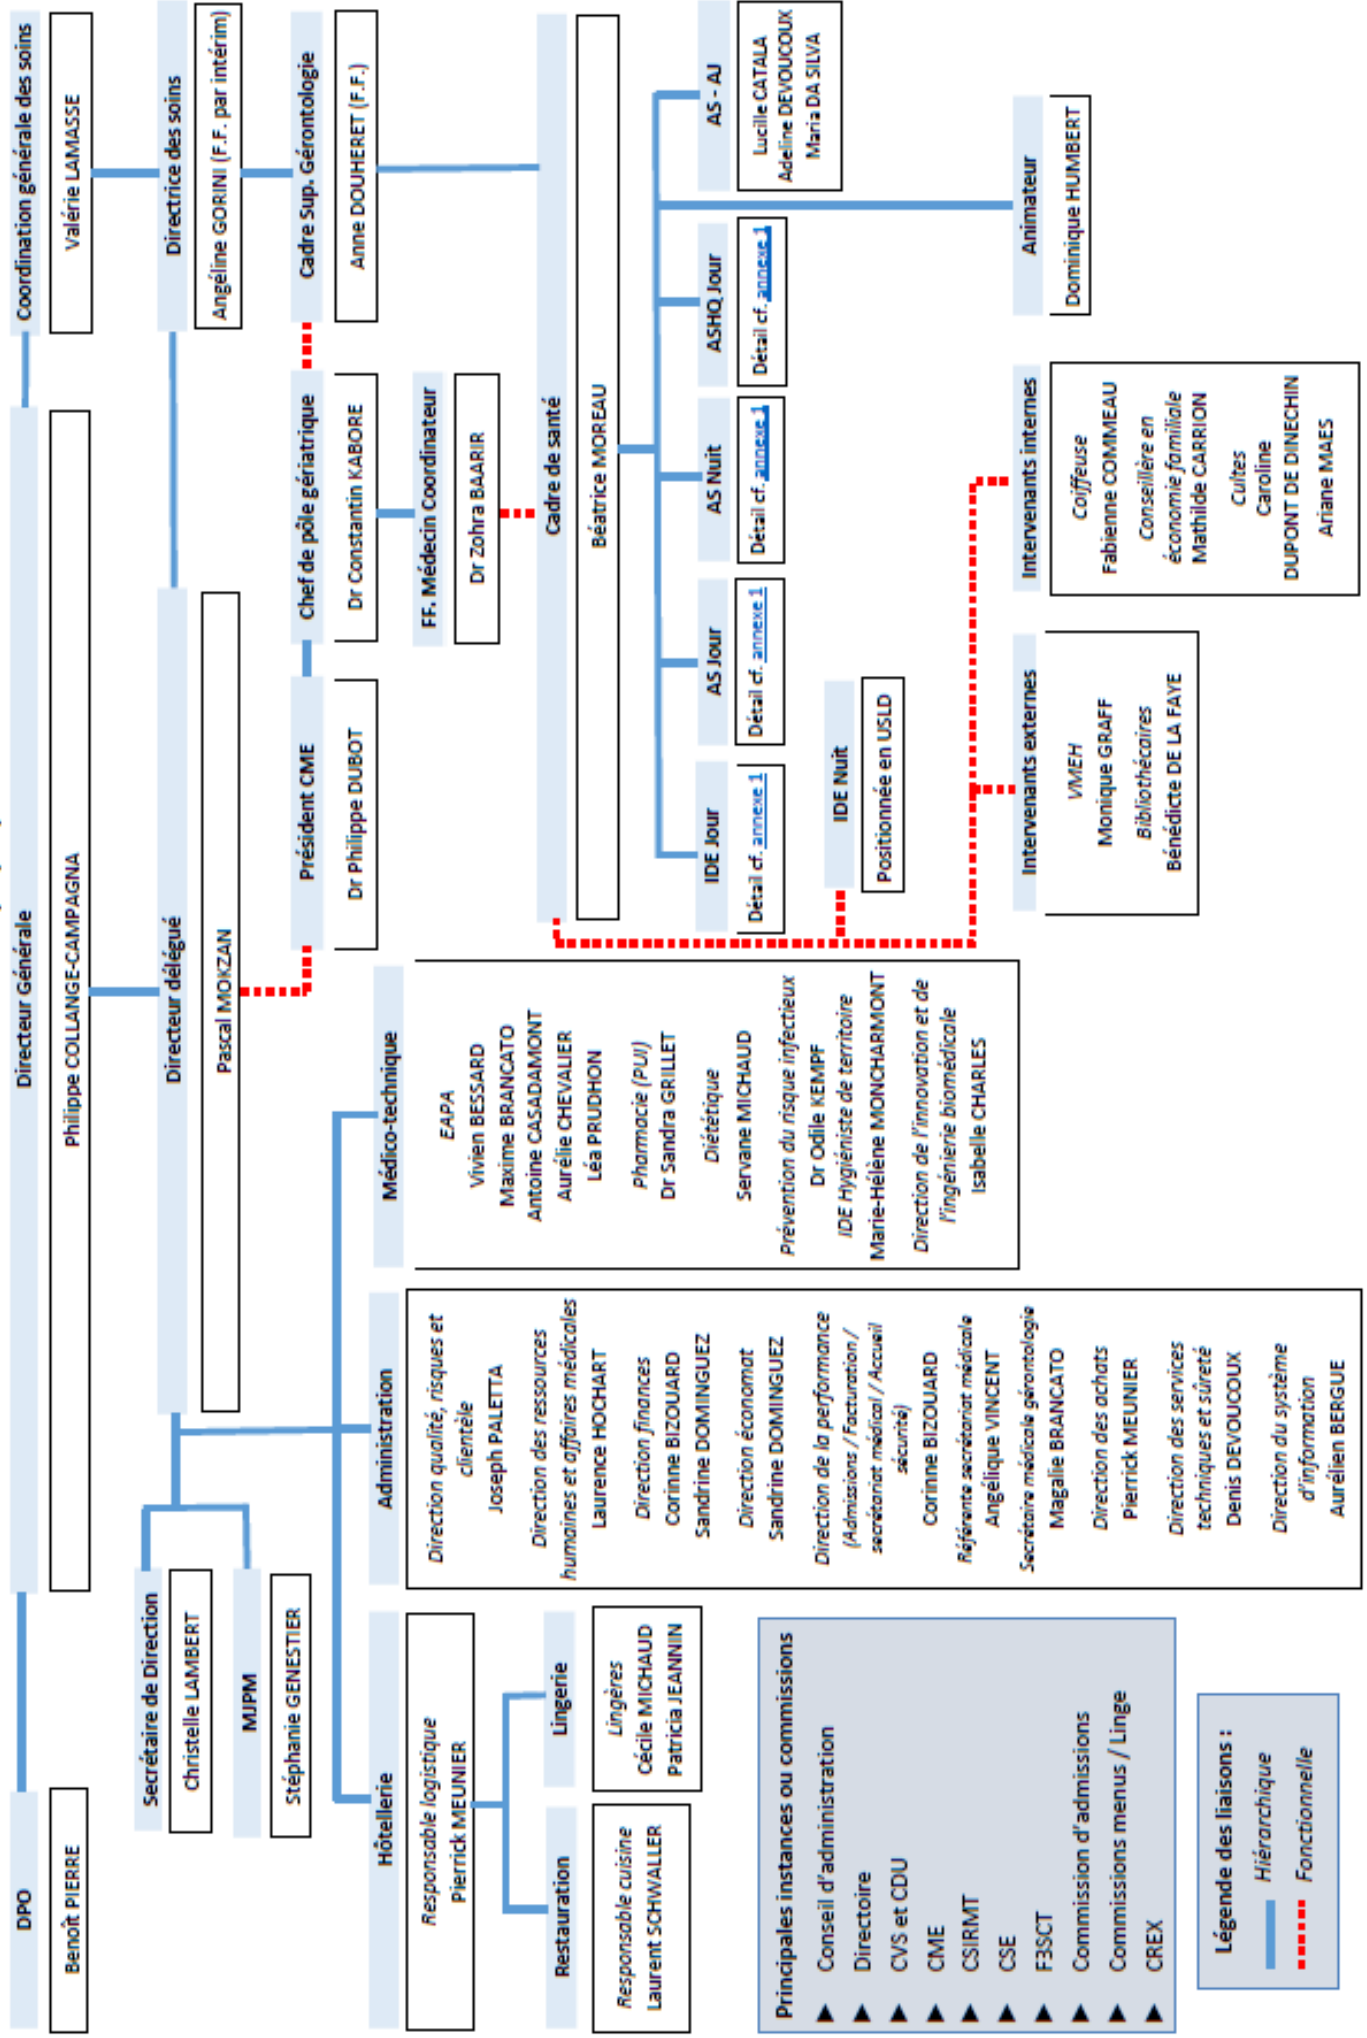 DPO
Benoît PIERRE
Directeur Générale
Philippe COLLANGE-CAMPAGNA
Coordination générale des soins
Valérie LAMASSE
Secrétaire de Direction
Christelle LAMBERT
MJPM
Stéphanie GENESTIER
Directeur délégué
Pascal MOKZAN
Directrice des soins
Angéline GORINI (F.F. par intérim)
Président CME
Dr Philippe DUBOT
Chef de pôle gériatrique
Dr Constantin KABORE
Cadre Sup. Gérontologie
Anne DOUHERET (F.F.)
FF. Médecin Coordinateur
Dr Zohra BAARIR
Hôtellerie
Responsable logistique
Pierrick MEUNIER
Restauration
Responsable cuisine
Laurent SCHWALLER
Lingerie
Lingères
Cécile MICHAUD
Patricia JEANNIN
Administration
Direction qualité, risques et
clientèle
Joseph PALETTA
Direction des ressources
humaines et affaires médicales
Laurence HOCHART
Direction finances
Corinne BIZOUARD
Sandrine DOMINGUEZ
Direction économat
Sandrine DOMINGUEZ
Direction de la performance
(Admissions / Facturation /
secrétariat médical / Accueil
sécurité)
Corinne BIZOUARD
Référente secrétariat médicale
Angélique VINCENT
Secrétaire médicale gérontologie
Magalie BRANCATO
Direction des achats
Pierrick MEUNIER
Direction des services
techniques et sûreté
Denis DEVOUCOUX
Direction du système
d'information
Aurélien BERGUE
Médico-technique
EAPA
Vivien BESSARD
Maxime BRANCATO
Antoine CASADAMONT
Aurélie CHEVALIER
Léa PRUDHON
Pharmacie (PUI)
Dr Sandra GRILLET
Diététique
Servane MICHAUD
Prévention du risque infectieux
Dr Odile KEMPF
IDE Hygiéniste de territoire
Marie-Hélène MONCHARMONT
Direction de l'innovation et de
l'ingénierie biomédicale
Isabelle CHARLES
Cadre de santé
Béatrice MOREAU
IDE Jour
Détail cf. annexe 1
AS Jour
Détail cf. annexe 1
AS Nuit
Détail cf. annexe 1
ASHQ Jour
Détail cf. annexe 1
AS - AJ
Lucille CATALA
Adeline DEVOUCOUX
Maria DA SILVA
IDE Nuit
Positionnée en USLD
Intervenants externes
VMEH
Monique GRAFF
Bibliothécaires
Bénédicte DE LA FAYE
Intervenants internes
Coiffeuse
Fabienne COMMEAU
Conseillère en
économie familiale
Mathilde CARRION
Cultes
Caroline
DUPONT DE DINECHIN
Ariane MAES
Animateur
Dominique HUMBERT
Principales instances ou commissions
► Conseil d'administration
► Directoire
► CVS et CDU
► CME
► CSIRMT
► CSE
► F3SCT
► Commission d'admissions
► Commissions menus / Linge
► CREX
Légende des liaisons :
Hiérarchique
Fonctionnelle